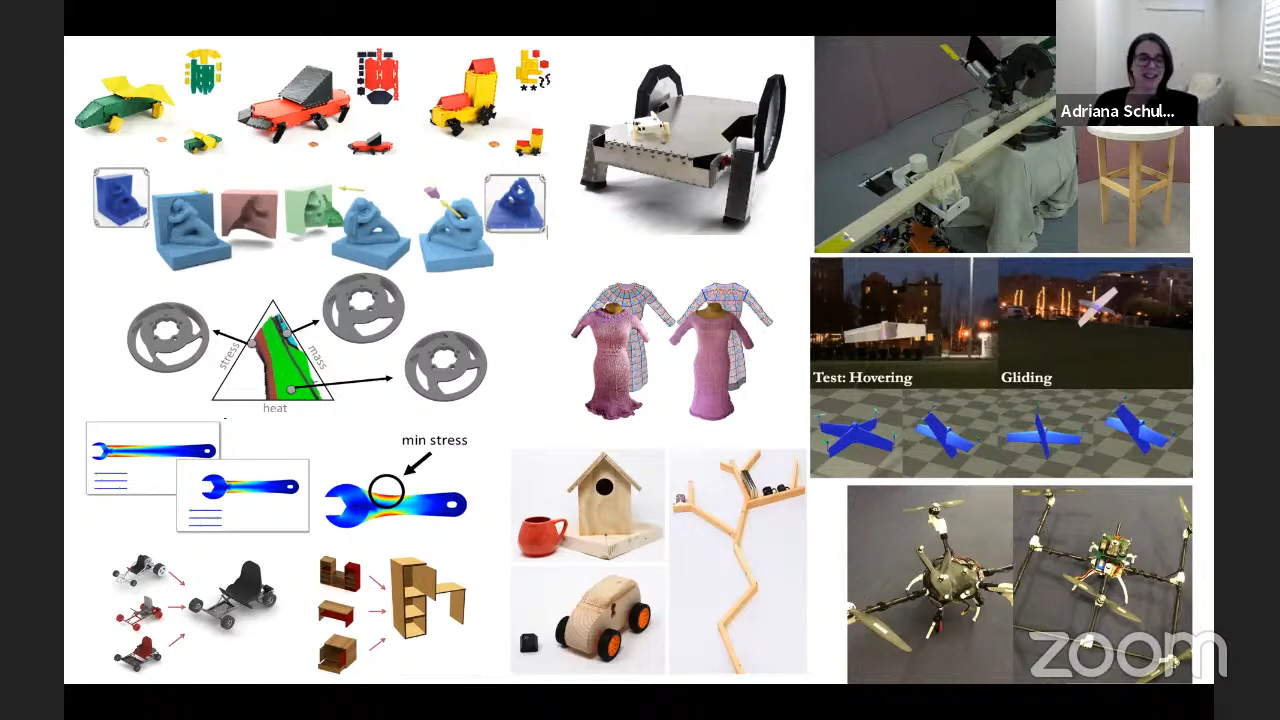 Adriana Schul...
stress
mass
heat
min stress
Test: Hovering
Gliding
zoom